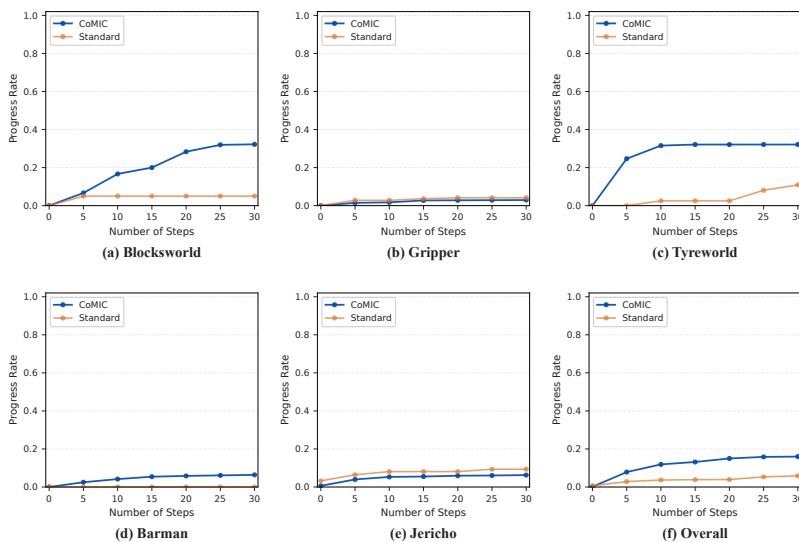 1.0
0.8
0.6
0.4
0.2
0.0
Progress Rate
CoMIC
Standard
0 5 10 15 20 25 30
Number of Steps
(a) Blocksworld
1.0
0.8
0.6
0.4
0.2
0.0
Progress Rate
CoMIC
Standard
0 5 10 15 20 25 30
Number of Steps
(b) Gripper
1.0
0.8
0.6
0.4
0.2
0.0
Progress Rate
CoMIC
Standard
0 5 10 15 20 25 30
Number of Steps
(c) Tyreworld
1.0
0.8
0.6
0.4
0.2
0.0
Progress Rate
CoMIC
Standard
0 5 10 15 20 25 30
Number of Steps
(d) Barman
1.0
0.8
0.6
0.4
0.2
0.0
Progress Rate
CoMIC
Standard
0 5 10 15 20 25 30
Number of Steps
(e) Jericho
1.0
0.8
0.6
0.4
0.2
0.0
Progress Rate
CoMIC
Standard
0 5 10 15 20 25 30
Number of Steps
(f) Overall